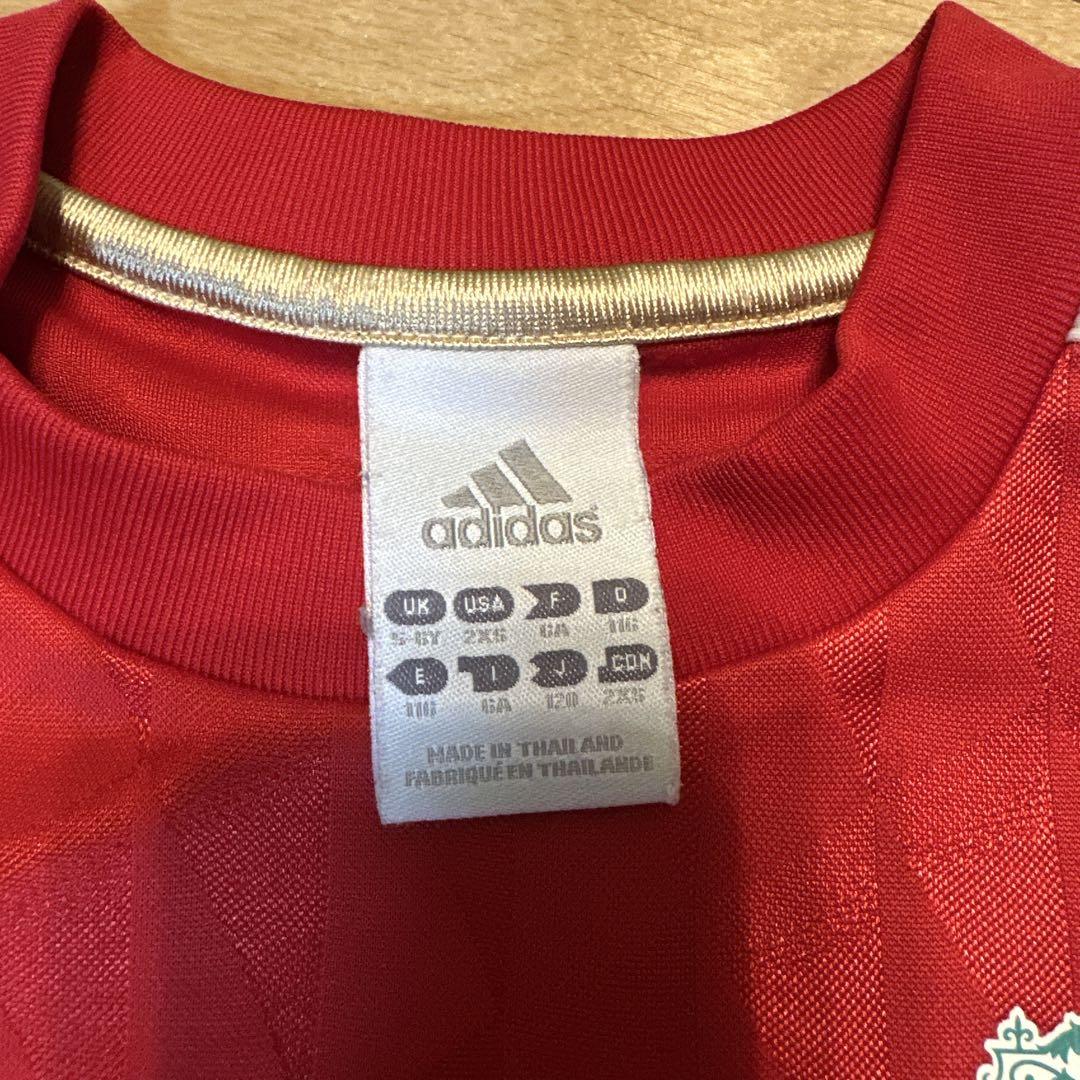 adidas
UK USA F D
5-6Y 2XS 6A 116
E I J CDN
116 6A 120 2XS
MADE IN THAILAND
FABRIQUÉ EN THAILANDE